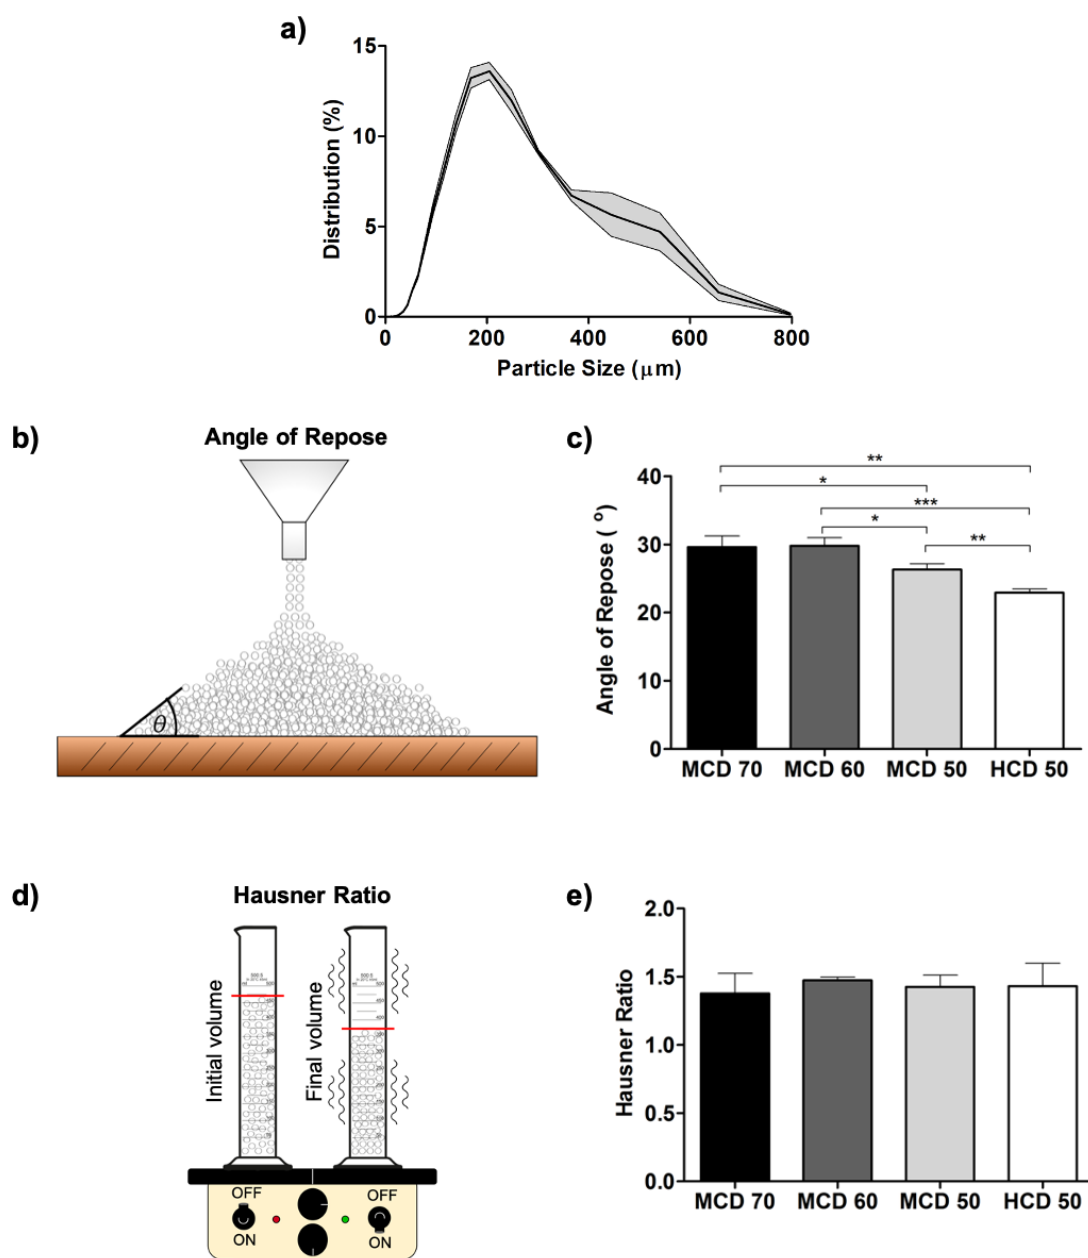 a)
15
10
5
0
Distribution (%)
0 200 400 600 800
Particle Size (μm)
b)
Angle of Repose
θ
c)
Angle of Repose ( °)
40
30
20
10
0
**
*
***
*
**
MCD 70 MCD 60 MCD 50 HCD 50
d)
Hausner Ratio
Initial volume
Final volume
OFF
ON
OFF
ON
e)
Hausner Ratio
2.0
1.5
1.0
0.5
0.0
MCD 70 MCD 60 MCD 50 HCD 50